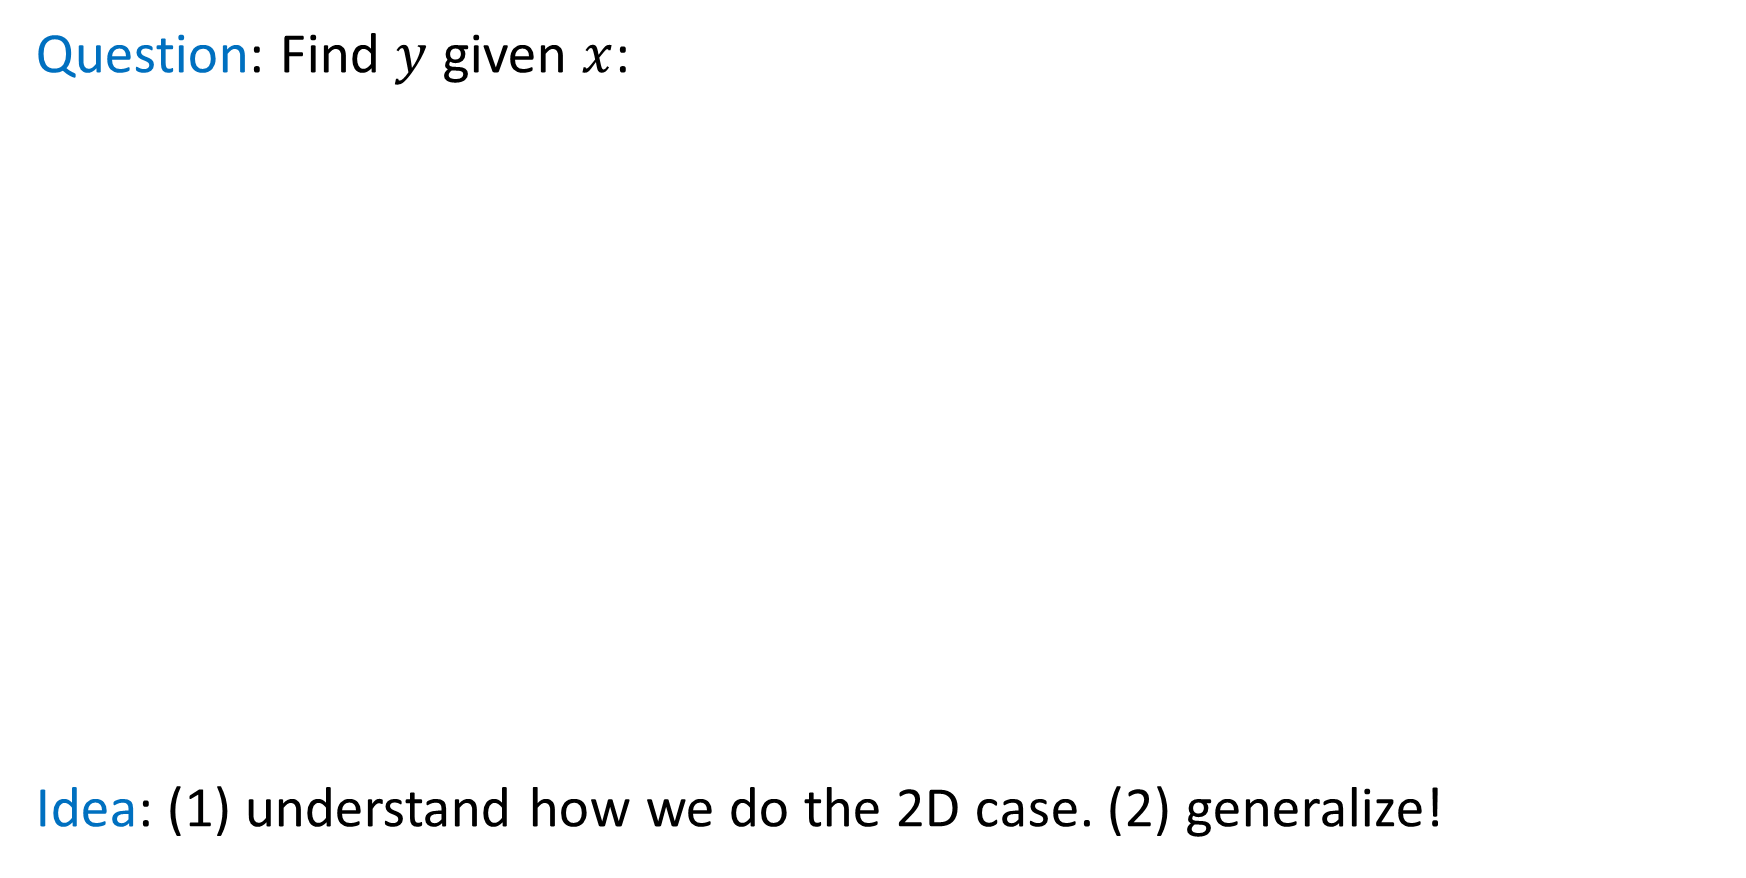 Question: Find y given x:
Idea: (1) understand how we do the 2D case. (2) generalize!